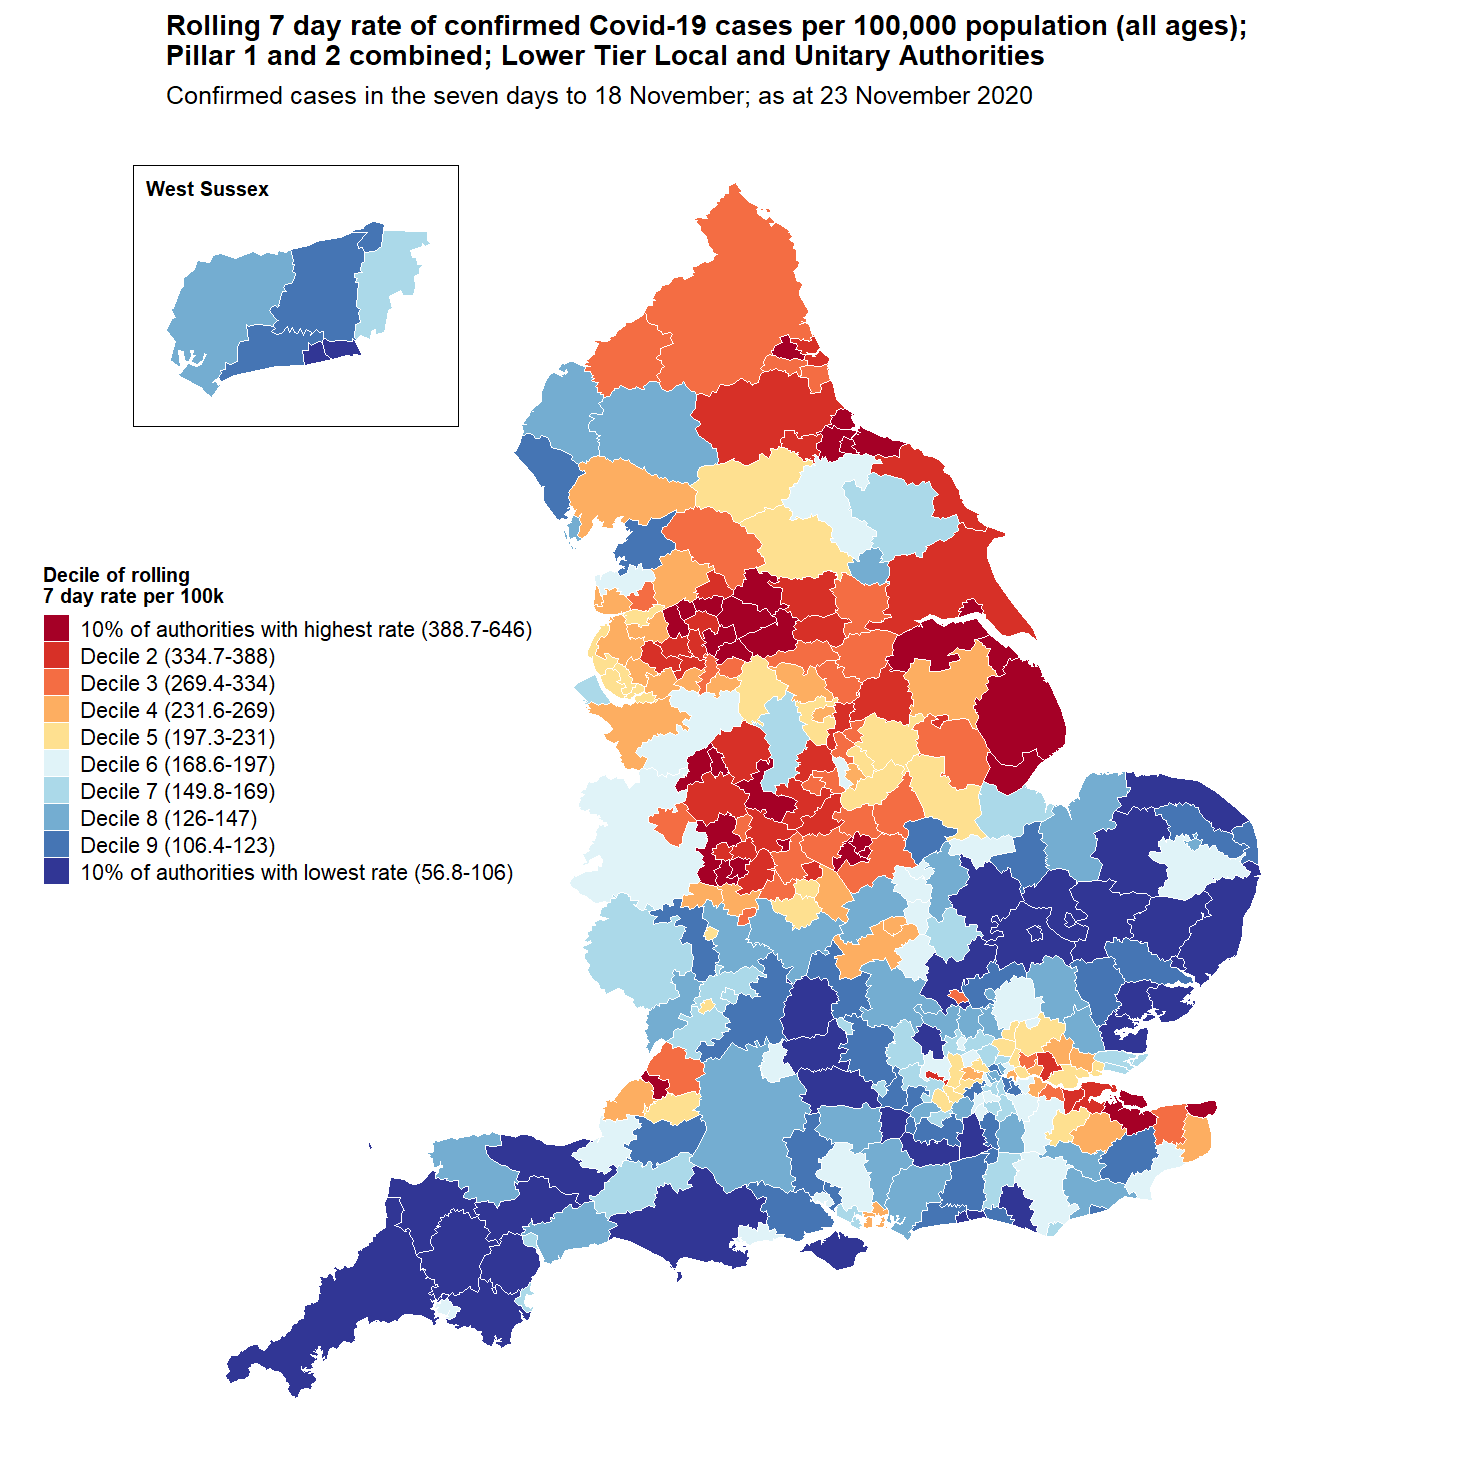 Rolling 7 day rate of confirmed Covid-19 cases per 100,000 population (all ages);
Pillar 1 and 2 combined; Lower Tier Local and Unitary Authorities
Confirmed cases in the seven days to 18 November; as at 23 November 2020
West Sussex
Decile of rolling
7 day rate per 100k
10% of authorities with highest rate (388.7-646)
Decile 2 (334.7-388)
Decile 3 (269.4-334)
Decile 4 (231.6-269)
Decile 5 (197.3-231)
Decile 6 (168.6-197)
Decile 7 (149.8-169)
Decile 8 (126-147)
Decile 9 (106.4-123)
10% of authorities with lowest rate (56.8-106)